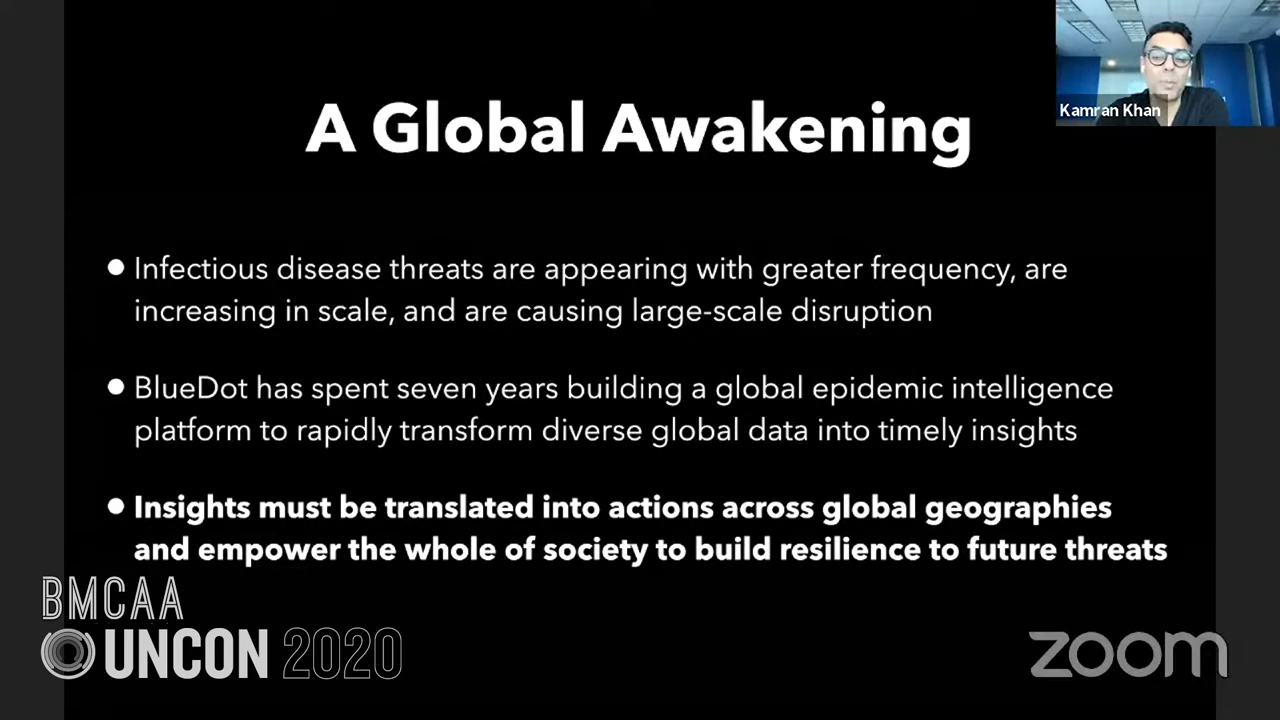 A Global Awakening
Kamran Khan
● Infectious disease threats are appearing with greater frequency, are
increasing in scale, and are causing large-scale disruption
● BlueDot has spent seven years building a global epidemic intelligence
platform to rapidly transform diverse global data into timely insights
● Insights must be translated into actions across global geographies
and empower the whole of society to build resilience to future threats
BMCAA
UNCON 2020
zoom